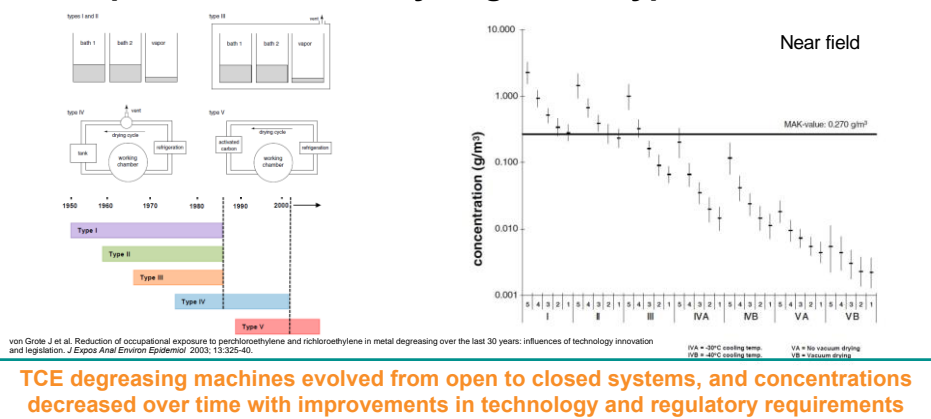 types I and II
bath 1
bath 2
vapor
type III
vent
bath 1
bath 2
vapor
type IV
vent
drying cycle
tank
working
chamber
refrigeration
type V
drying cycle
activated
carbon
working
chamber
refrigeration
1950 1960 1970 1980 1990 2000
Type I
Type II
Type III
Type IV
Type V
Near field
concentration (g/m³)
10.000
1.000
0.100
0.010
0.001
MAK-value: 0.270 g/m³
5 4 3 2 1 5 4 3 2 1 5 4 3 2 1 5 4 3 2 1 5 4 3 2 1 5 4 3 2 1 5 4 3 2 1
I II III IVA IVB VA VB
IVA = -30°C cooling temp. VA = No vacuum drying
IVB = -40°C cooling temp. VB = Vacuum drying
von Grote J et al. Reduction of occupational exposure to perchloroethylene and richloroethylene in metal degreasing over the last 30 years: influences of technology innovation
and legislation. J Expos Anal Environ Epidemiol 2003; 13:325-40.
TCE degreasing machines evolved from open to closed systems, and concentrations
decreased over time with improvements in technology and regulatory requirements